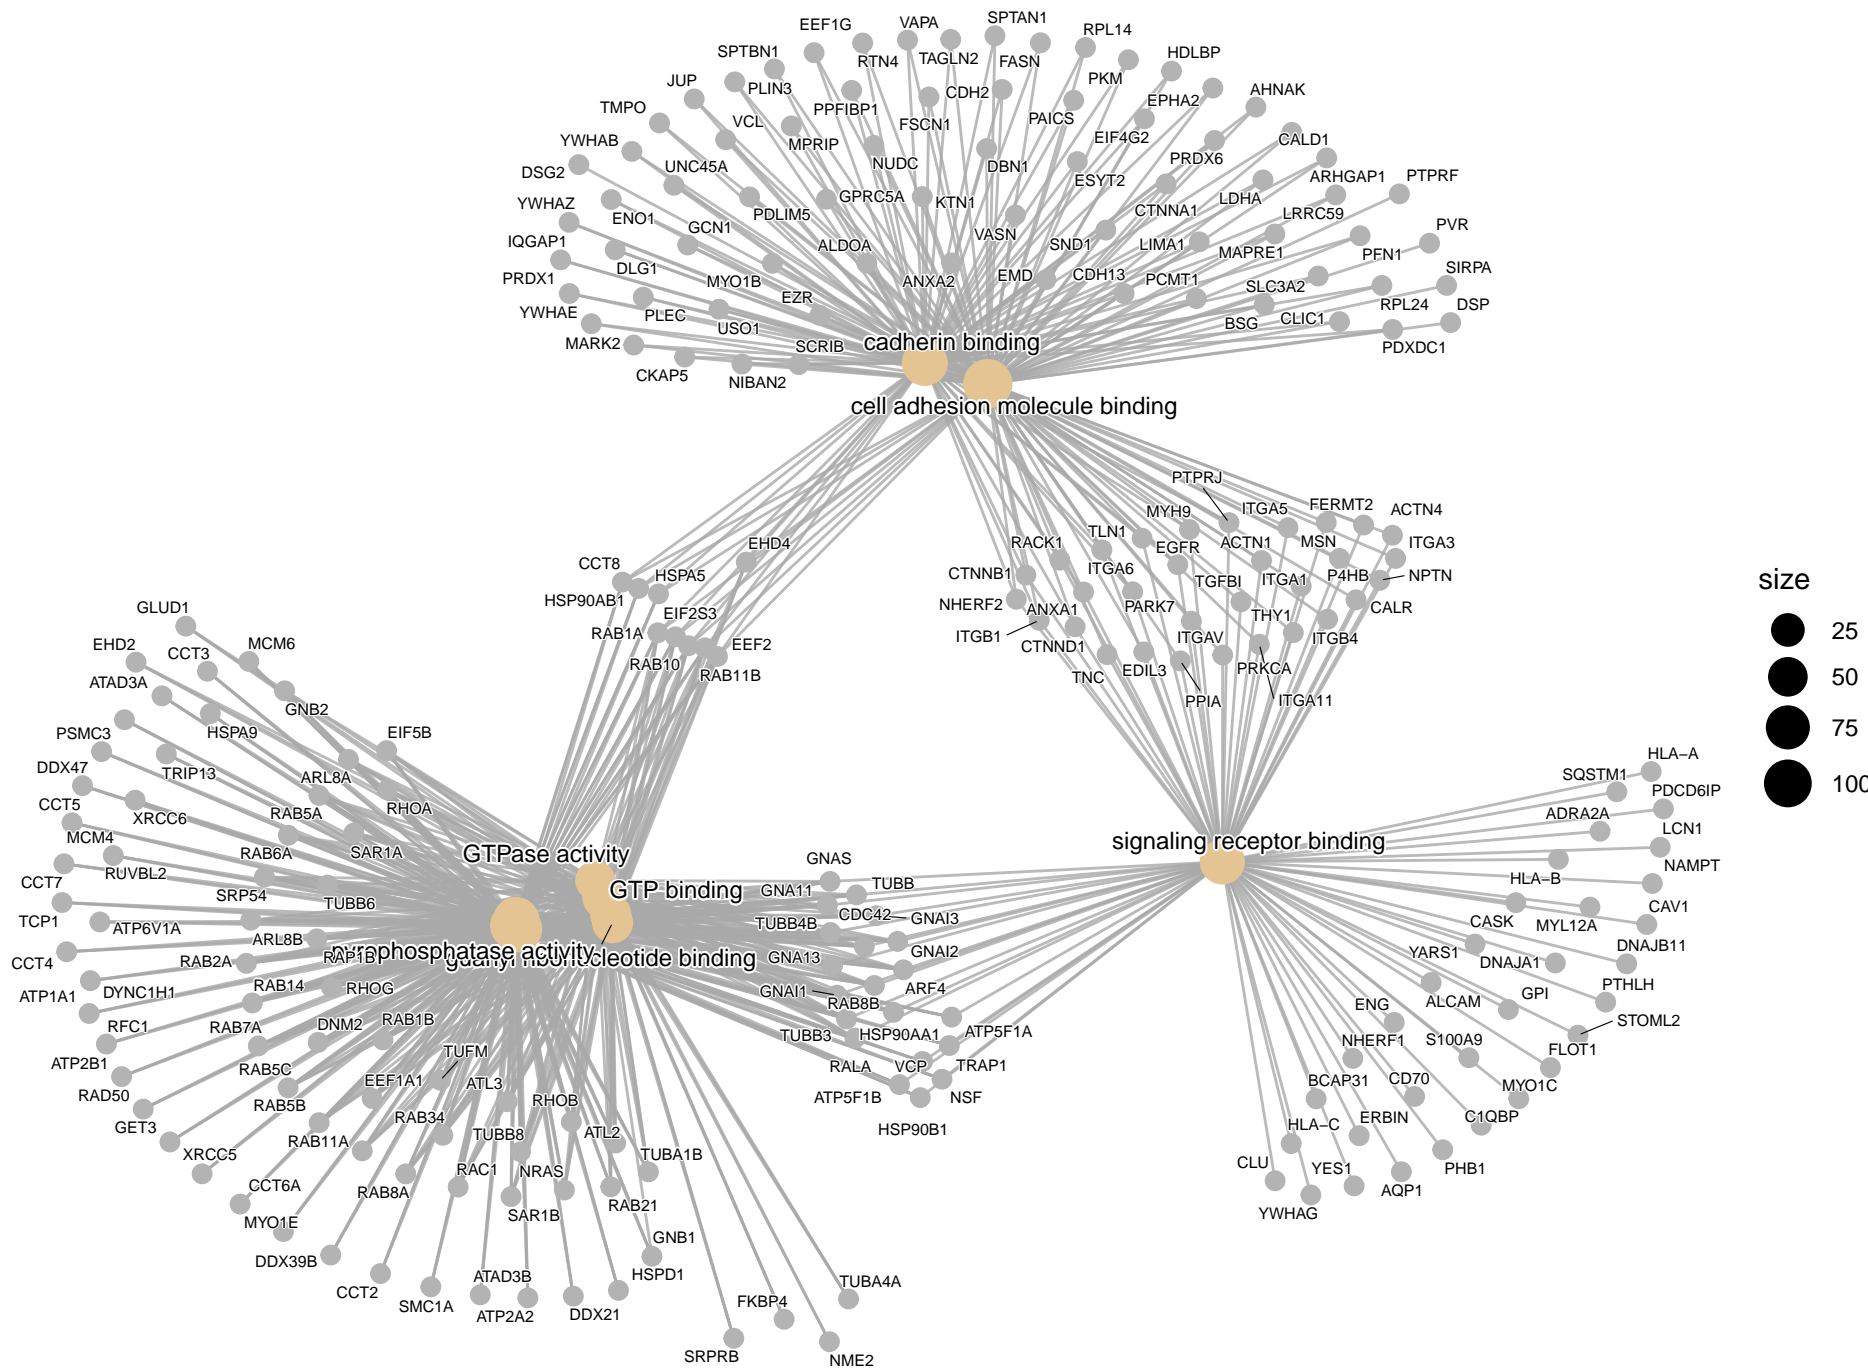 EEF1G
VAPA
SPTAN1
RPL14
SPTBN1
RTN4
TAGLN2
FASN
HDLBP
JUP
PLIN3
PKM
CDH2
TMPO
PPFIBP1
EPHA2
AHNAK
VCL
FSCN1
PAICS
YWHAB
MPRIP
EIF4G2
CALD1
UNC45A
NUDC
DBN1
PRDX6
DSG2
ESYT2
ARHGAP1
PTPRF
YWHAZ
ENO1
PDLIM5
GPRC5A
KTN1
CTNNA1
LDHA
LRRC59
GCN1
VASN
PVR
IQGAP1
ALDOA
SND1
LIMA1
MAPRE1
PFN1
DLG1
SIRPA
PRDX1
MYO1B
ANXA2
EMD
CDH13
PCMT1
SLC3A2
EZR
RPL24
DSP
YWHAE
PLEC
USO1
BSG
CLIC1
MARK2
SCRIB
cadherin binding
PDXDC1
CKAP5
NIBAN2
cell adhesion molecule binding
PTPRJ
MYH9
ITGA5
FERMT2
ACTN4
EHD4
RACK1
TLN1
EGFR
ACTN1
MSN
ITGA3
CCT8
HSPA5
CTNNB1
ITGA6
TGFBI
ITGA1
P4HB
NPTN
HSP90AB1
NHERF2
ANXA1
PARK7
THY1
CALR
GLUD1
EIF2S3
RAB1A
ITGB1
CTNND1
ITGAV
ITGB4
EHD2
CCT3
MCM6
EEF2
RAB10
RAB11B
TNC
EDIL3
PRKCA
ATAD3A
PPIA
ITGA11
GNB2
PSMC3
HSPA9
EIF5B
size
25
50
75
100
DDX47
TRIP13
ARL8A
HLA-A
SQSTM1
PDCD6IP
CCT5
XRCC6
RAB5A
RHOA
ADRA2A
LCN1
MCM4
RAB6A
SAR1A
GTPase activity
signaling receptor binding
NAMPT
CCT7
RUVBL2
SRP54
TUBB6
GTP binding
GNAS
GNA11
TUBB
HLA-B
CAV1
TCP1
ATP6V1A
ARL8B
TUBB4B
CDC42
GNAI3
CASK
MYL12A
DNAJB11
CCT4
RAB2A
RAP1B
pyrophosphatase activity
guanyl ribonucleotide binding
GNA13
GNAI2
YARS1
DNAJA1
PTHLH
ATP1A1
DYNC1H1
RAB14
RHOG
GNAI1
RAB8B
ARF4
ALCAM
GPI
STOML2
RFC1
RAB7A
DNM2
RAB1B
TUBB3
HSP90AA1
ATP5F1A
ENG
NHERF1
S100A9
FLOT1
ATP2B1
RAB5C
TUFM
RALA
VCP
TRAP1
RAD50
RAB5B
EEF1A1
ATL3
RHOB
ATP5F1B
NSF
BCAP31
CD70
MYO1C
GET3
RAB11A
RAB34
TUBB8
ATL2
HSP90B1
HLA-C
ERBIN
C1QBP
XRCC5
CCT6A
RAB8A
RAC1
NRAS
TUBA1B
CLU
YES1
AQP1
PHB1
MYO1E
SAR1B
RAB21
YWHAG
DDX39B
GNB1
CCT2
SMC1A
ATAD3B
ATP2A2
DDX21
HSPD1
FKBP4
TUBA4A
SRPRB
NME2